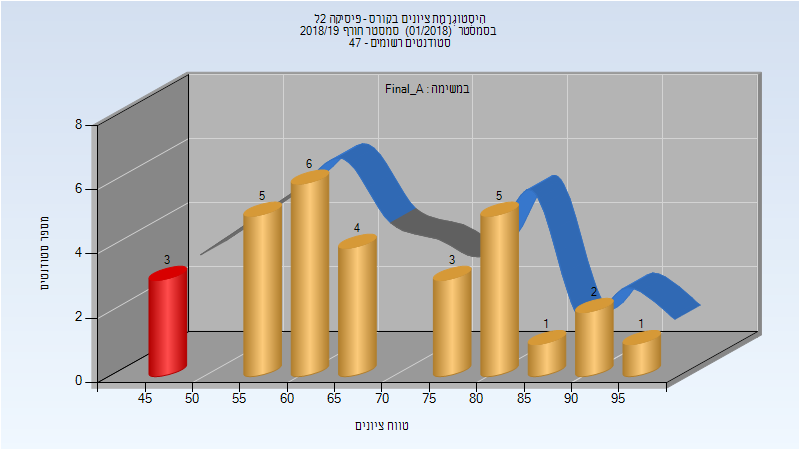 היסטוגרמת ציונים בקורס - פיסיקה 2ל
בסמסטר (01/2018) סמסטר חורף 2018/19
סטודנטים רשומים - 47
במשימה : Final_A
מספר סטודנטים
8
6
4
2
0
3
5
6
4
3
5
1
2
1
45 50 55 60 65 70 75 80 85 90 95
טווח ציונים